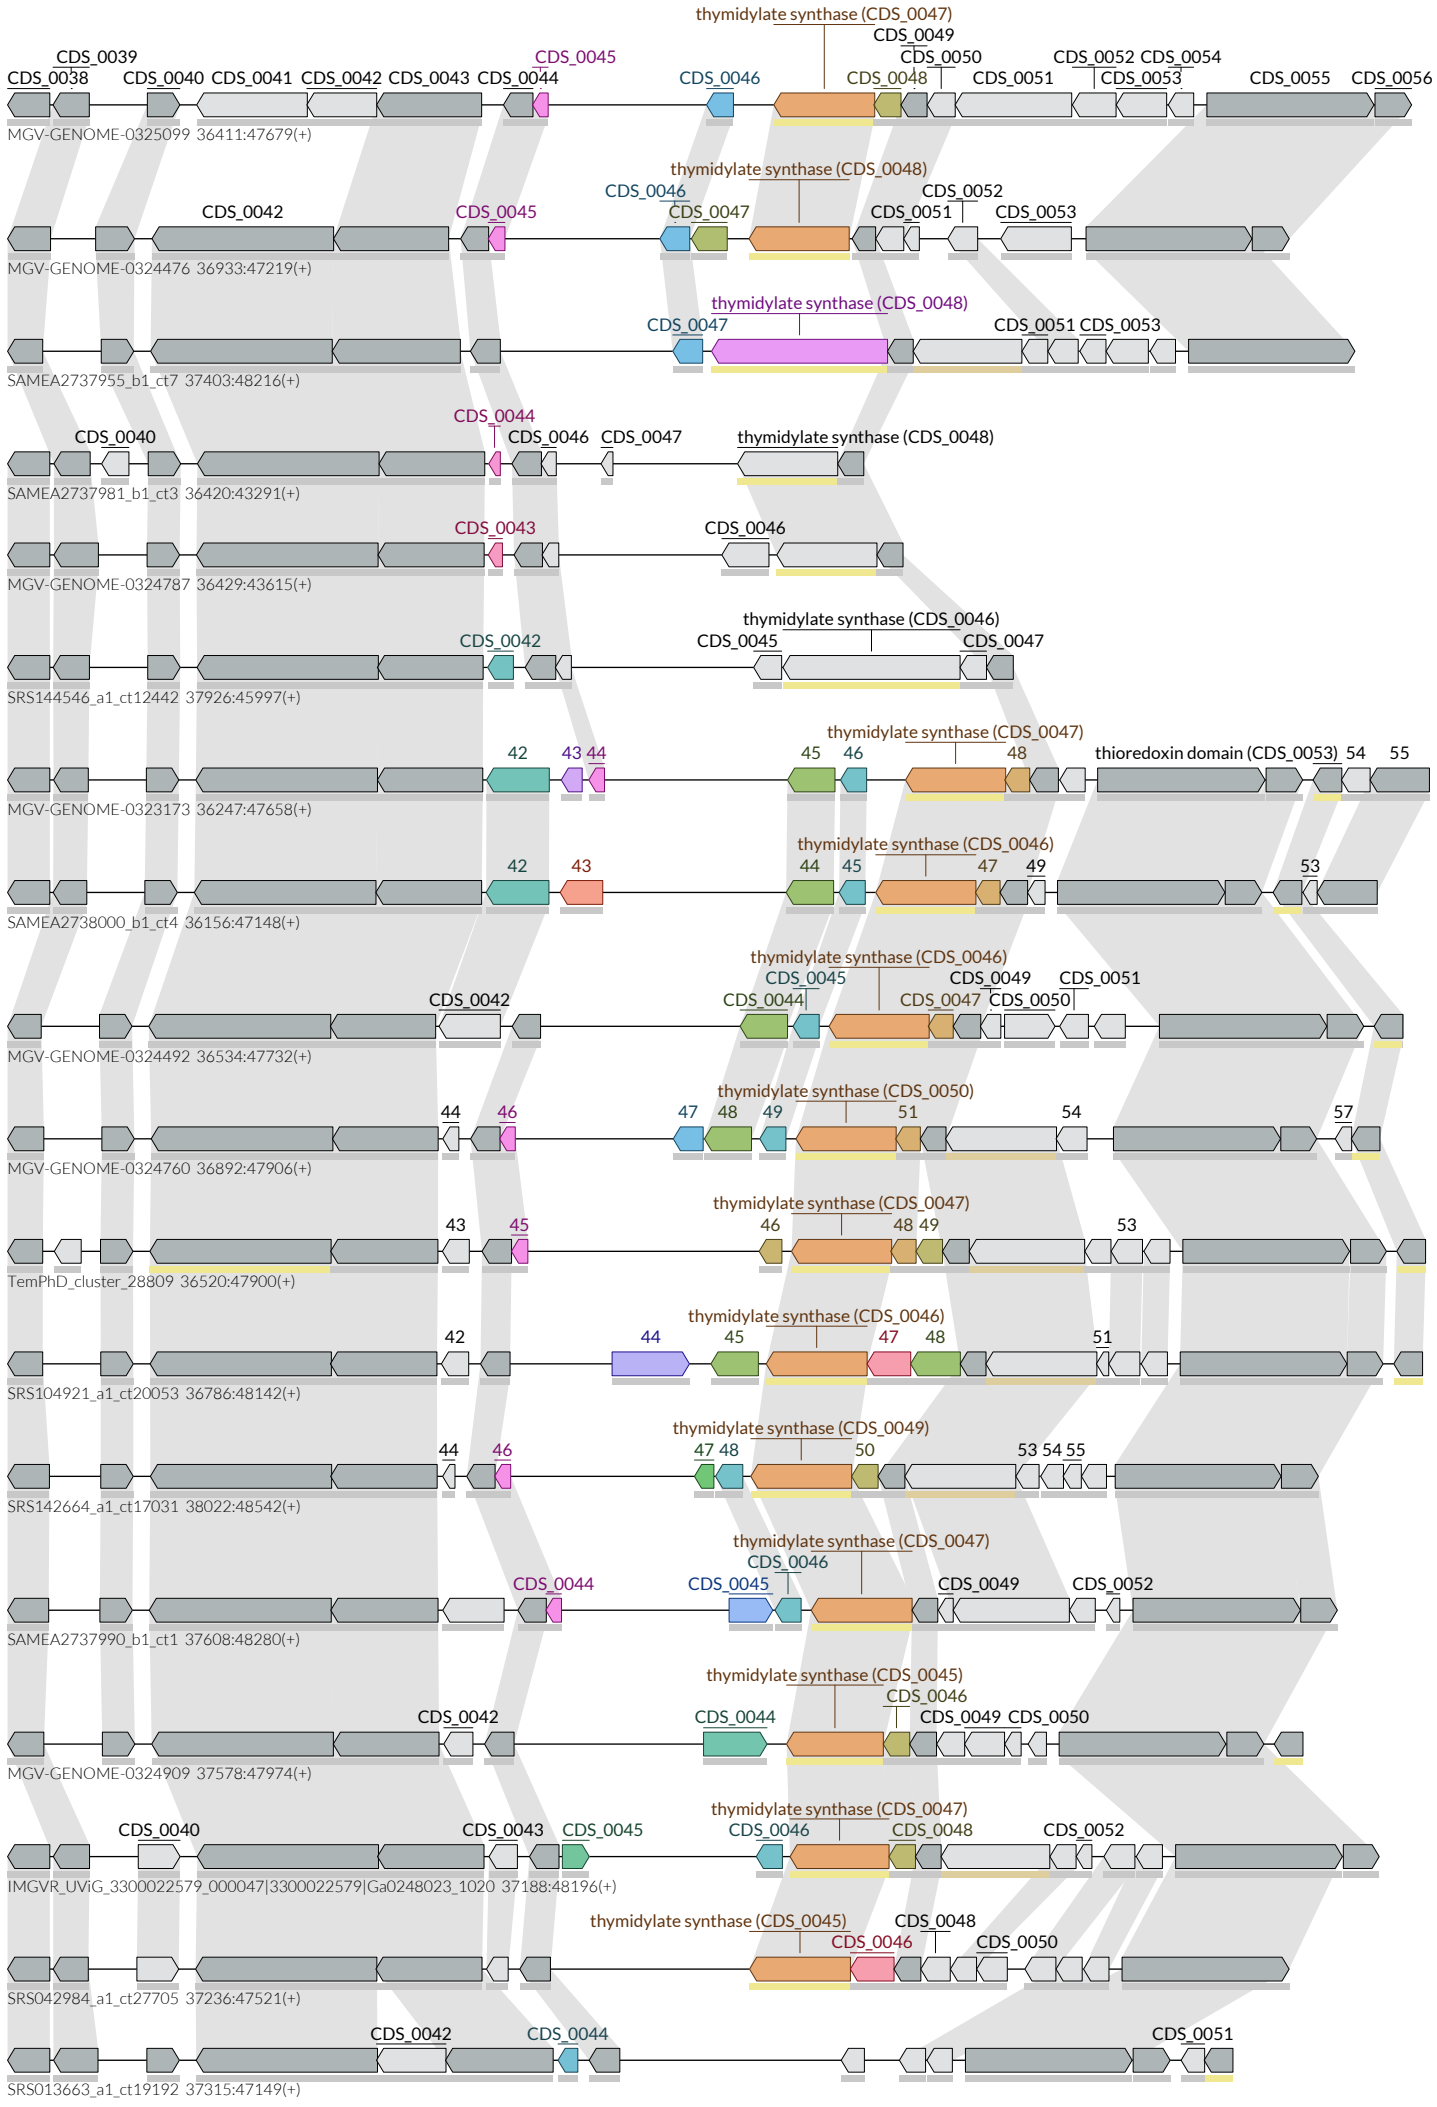 thymidylate synthase (CDS_0047)
CDS_0049
CDS_0039 CDS_0045 CDS_0050 CDS_0052 CDS_0054
CDS_0038 CDS_0040 CDS_0041 CDS_0042 CDS_0043 CDS_0044 CDS_0046 CDS_0048 CDS_0051 CDS_0053 CDS_0055 CDS_0056
MGV-GENOME-0325099 36411:47679(+)
thymidylate synthase (CDS_0048)
CDS_0046 CDS_0052
CDS_0042 CDS_0045 CDS_0047 CDS_0051 CDS_0053
MGV-GENOME-0324476 36933:47219(+)
thymidylate synthase (CDS_0048)
CDS_0047 CDS_0051 CDS_0053
SAMEA2737955_b1_ct7 37403:48216(+)
CDS_0044
CDS_0040 CDS_0046 CDS_0047 thymidylate synthase (CDS_0048)
SAMEA2737981_b1_ct3 36420:43291(+)
CDS_0043 CDS_0046
MGV-GENOME-0324787 36429:43615(+)
thymidylate synthase (CDS_0046)
CDS_0042 CDS_0045 CDS_0047
SRS144546_a1_ct12442 37926:45997(+)
thymidylate synthase (CDS_0047)
42 43 44 45 46 48 thioredoxin domain (CDS_0053) 54 55
MGV-GENOME-0323173 36247:47658(+)
thymidylate synthase (CDS_0046)
42 43 44 45 47 49 53
SAMEA2738000_b1_ct4 36156:47148(+)
thymidylate synthase (CDS_0046)
CDS_0045 CDS_0049 CDS_0051
CDS_0042 CDS_0044 CDS_0047 CDS_0050
MGV-GENOME-0324492 36534:47732(+)
thymidylate synthase (CDS_0050)
44 46 47 48 49 51 54 57
MGV-GENOME-0324760 36892:47906(+)
thymidylate synthase (CDS_0047)
43 45 46 48 49 53
TemPhD_cluster_28809 36520:47900(+)
thymidylate synthase (CDS_0046)
42 44 45 47 48 51
SRS104921_a1_ct20053 36786:48142(+)
thymidylate synthase (CDS_0049)
44 46 47 48 50 53 54 55
SRS142664_a1_ct17031 38022:48542(+)
thymidylate synthase (CDS_0047)
CDS_0046
CDS_0044 CDS_0045 CDS_0049 CDS_0052
SAMEA2737990_b1_ct1 37608:48280(+)
thymidylate synthase (CDS_0045)
CDS_0046
CDS_0042 CDS_0044 CDS_0049 CDS_0050
MGV-GENOME-0324909 37578:47974(+)
thymidylate synthase (CDS_0047)
CDS_0040 CDS_0043 CDS_0045 CDS_0046 CDS_0048 CDS_0052
IMGVR_UViG_3300022579_000047|3300022579|Ga0248023_1020 37188:48196(+)
thymidylate synthase (CDS_0045) CDS_0048
CDS_0046 CDS_0050
SRS042984_a1_ct27705 37236:47521(+)
CDS_0042 CDS_0044 CDS_0051
SRS013663_a1_ct19192 37315:47149(+)